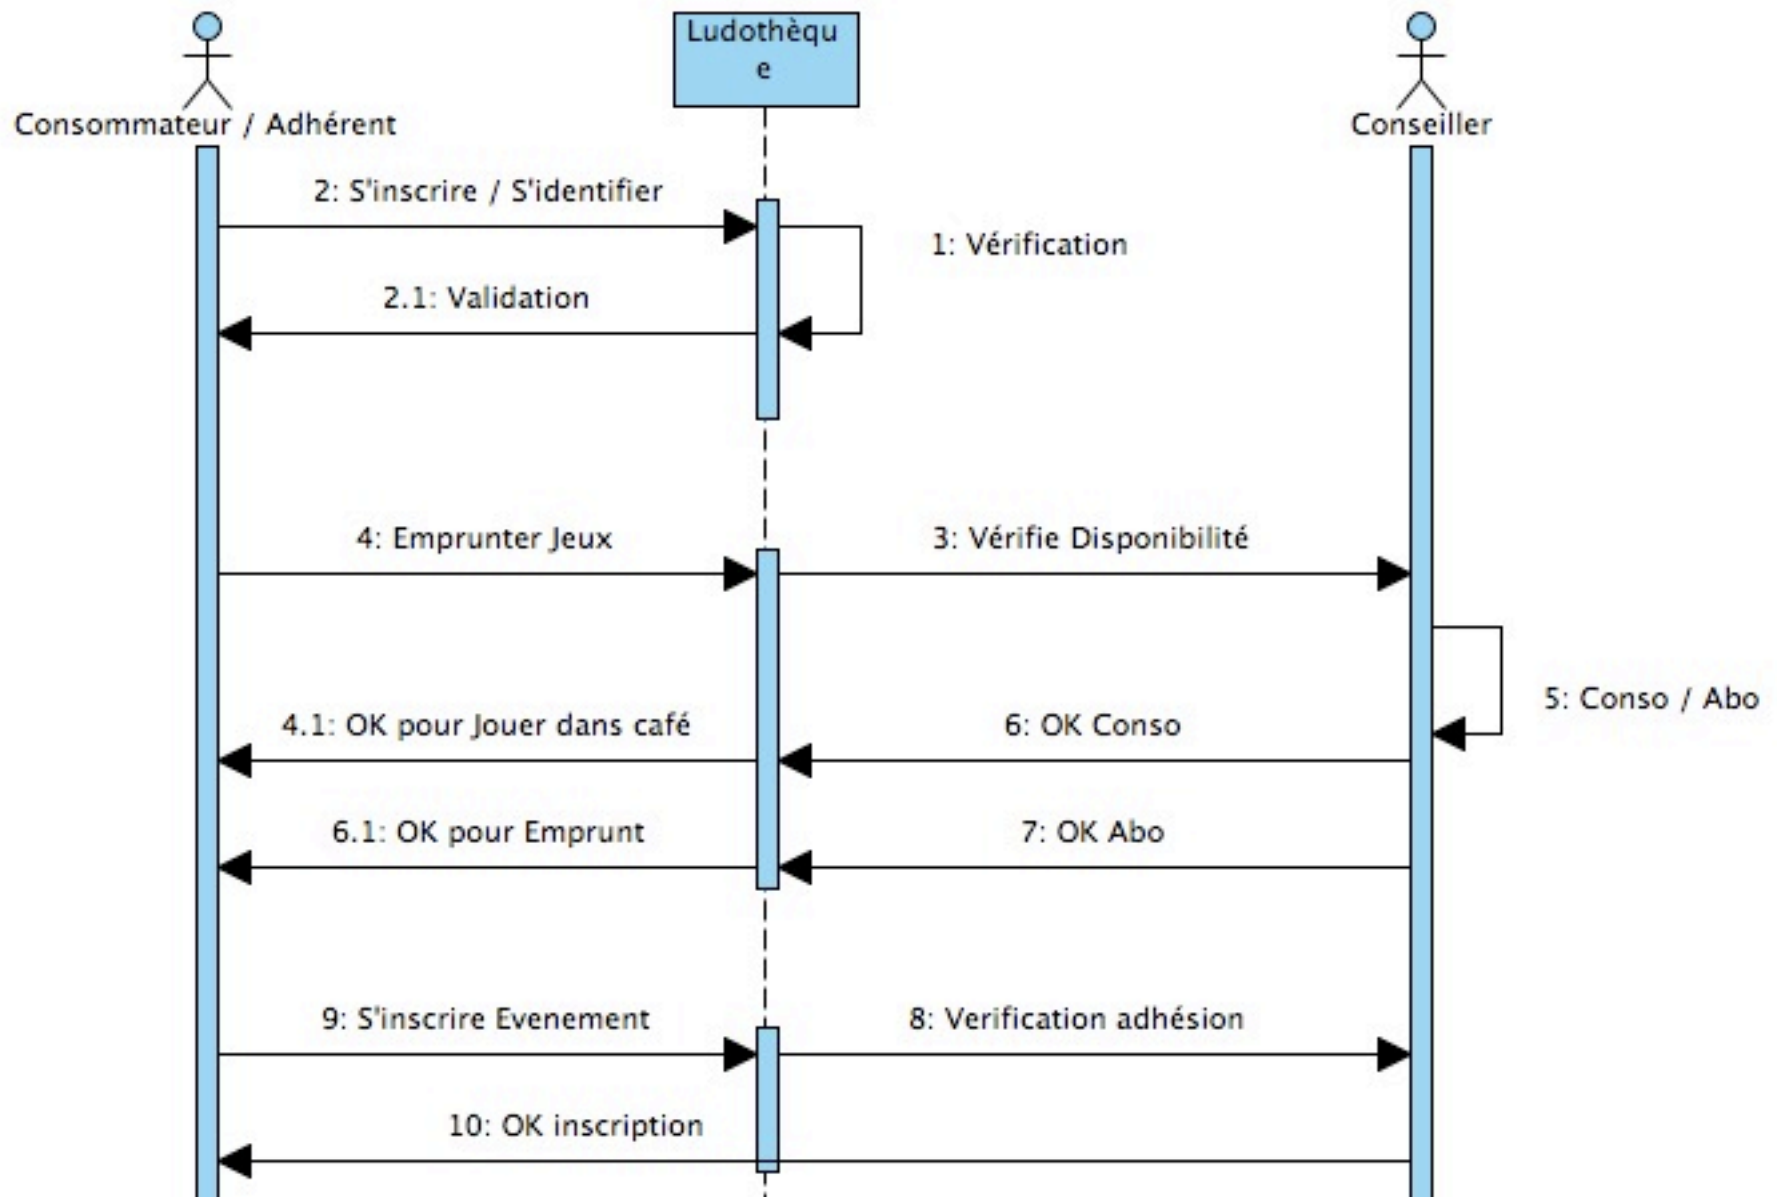 Ludothèqu
e
Consommateur / Adhérent
Conseiller
2: S'inscrire / S'identifier
1: Vérification
2.1: Validation
4: Emprunter Jeux
3: Vérifie Disponibilité
5: Conso / Abo
4.1: OK pour Jouer dans café
6: OK Conso
6.1: OK pour Emprunt
7: OK Abo
9: S'inscrire Evenement
8: Verification adhésion
10: OK inscription